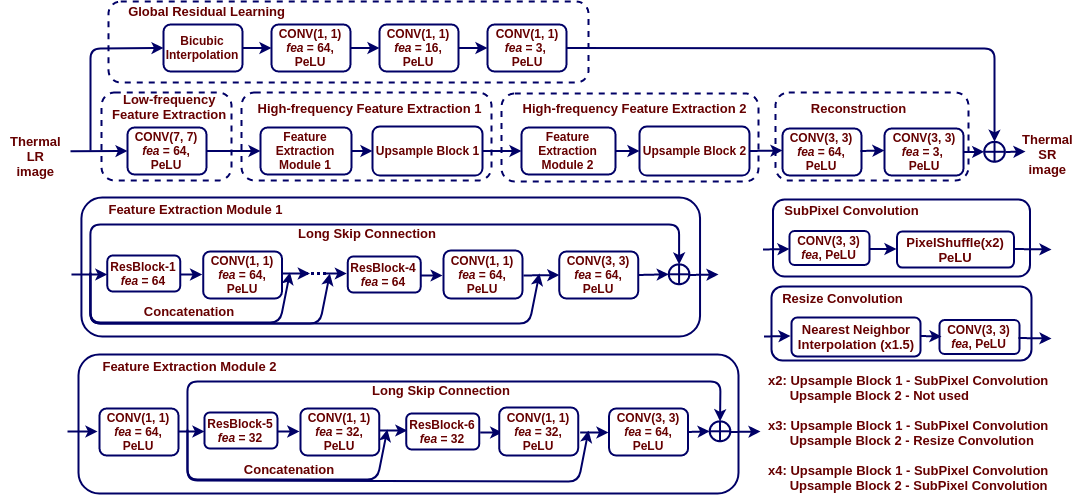 Global Residual Learning
Bicubic
Interpolation
CONV(1, 1)
fea = 64,
PeLU
CONV(1, 1)
fea = 16,
PeLU
CONV(1, 1)
fea = 3,
PeLU
Thermal
LR
image
Low-frequency
Feature Extraction
CONV(7, 7)
fea = 64,
PeLU
High-frequency Feature Extraction 1
Feature
Extraction
Module 1
Upsample Block 1
High-frequency Feature Extraction 2
Feature
Extraction
Module 2
Upsample Block 2
Reconstruction
CONV(3, 3)
fea = 64,
PeLU
CONV(3, 3)
fea = 3,
PeLU
Thermal
SR
image
Feature Extraction Module 1
Long Skip Connection
ResBlock-1
fea = 64
CONV(1, 1)
fea = 64,
PeLU
ResBlock-4
fea = 64
CONV(1, 1)
fea = 64,
PeLU
CONV(3, 3)
fea = 64,
PeLU
Concatenation
SubPixel Convolution
CONV(3, 3)
fea, PeLU
PixelShuffle(x2)
PeLU
Resize Convolution
Nearest Neighbor
Interpolation (x1.5)
CONV(3, 3)
fea, PeLU
Feature Extraction Module 2
Long Skip Connection
CONV(1, 1)
fea = 64,
PeLU
ResBlock-5
fea = 32
CONV(1, 1)
fea = 32,
PeLU
ResBlock-6
fea = 32
CONV(1, 1)
fea = 32,
PeLU
CONV(3, 3)
fea = 64,
PeLU
Concatenation
x2: Upsample Block 1 - SubPixel Convolution
Upsample Block 2 - Not used
x3: Upsample Block 1 - SubPixel Convolution
Upsample Block 2 - Resize Convolution
x4: Upsample Block 1 - SubPixel Convolution
Upsample Block 2 - SubPixel Convolution